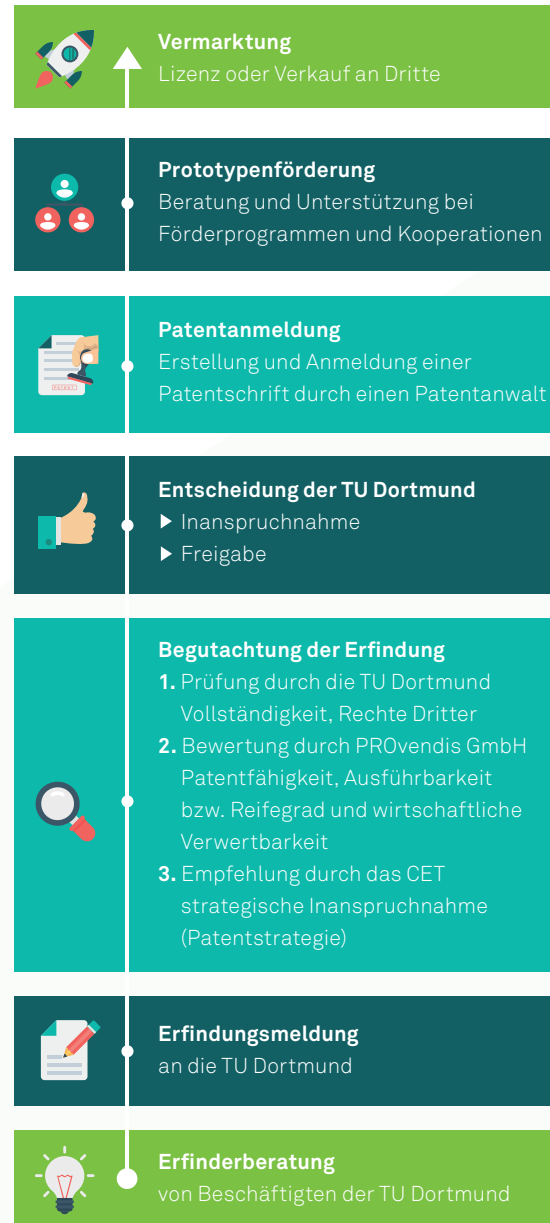 Vermarktung
Lizenz oder Verkauf an Dritte
Prototypenförderung
Beratung und Unterstützung bei
Förderprogrammen und Kooperationen
Patentanmeldung
Erstellung und Anmeldung einer
Patentschrift durch einen Patentanwalt
PATENT
Entscheidung der TU Dortmund
▶ Inanspruchnahme
▶ Freigabe
Begutachtung der Erfindung
1. Prüfung durch die TU Dortmund
Vollständigkeit, Rechte Dritter
2. Bewertung durch PROvendis GmbH
Patentfähigkeit, Ausführbarkeit
bzw. Reifegrad und wirtschaftliche
Verwertbarkeit
3. Empfehlung durch das CET
strategische Inanspruchnahme
(Patentstrategie)
Erfindungsmeldung
an die TU Dortmund
Erfinderberatung
von Beschäftigten der TU Dortmund